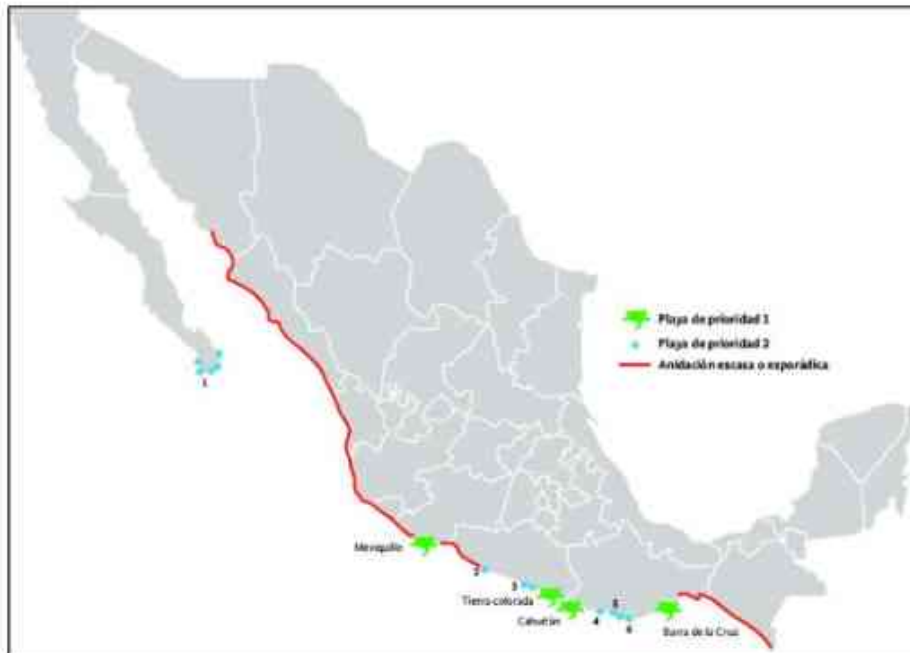 Playa de prioridad 1
Playa de prioridad 2
Anidación escasa o esporádica
1
Mexiquillo
2
3
Tierra colorada
Cahuitán
4
5
6
Barra de la Cruz